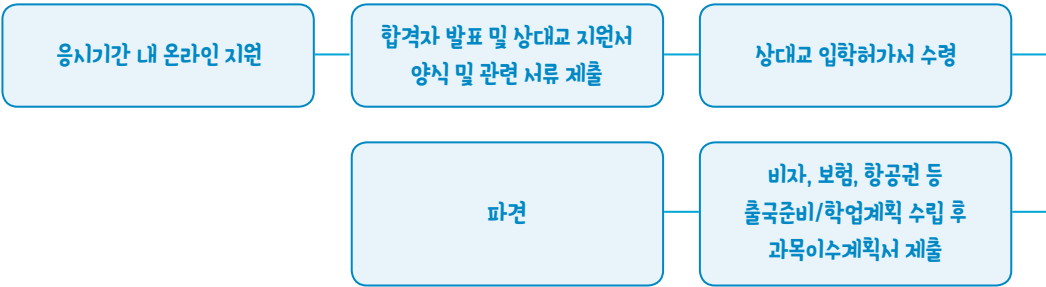 응시기간 내 온라인 지원
합격자 발표 및 상대교 지원서
양식 및 관련 서류 제출
상대교 입학허가서 수령
파견
비자, 보험, 항공권 등
출국준비/학업계획 수립 후
과목이수계획서 제출